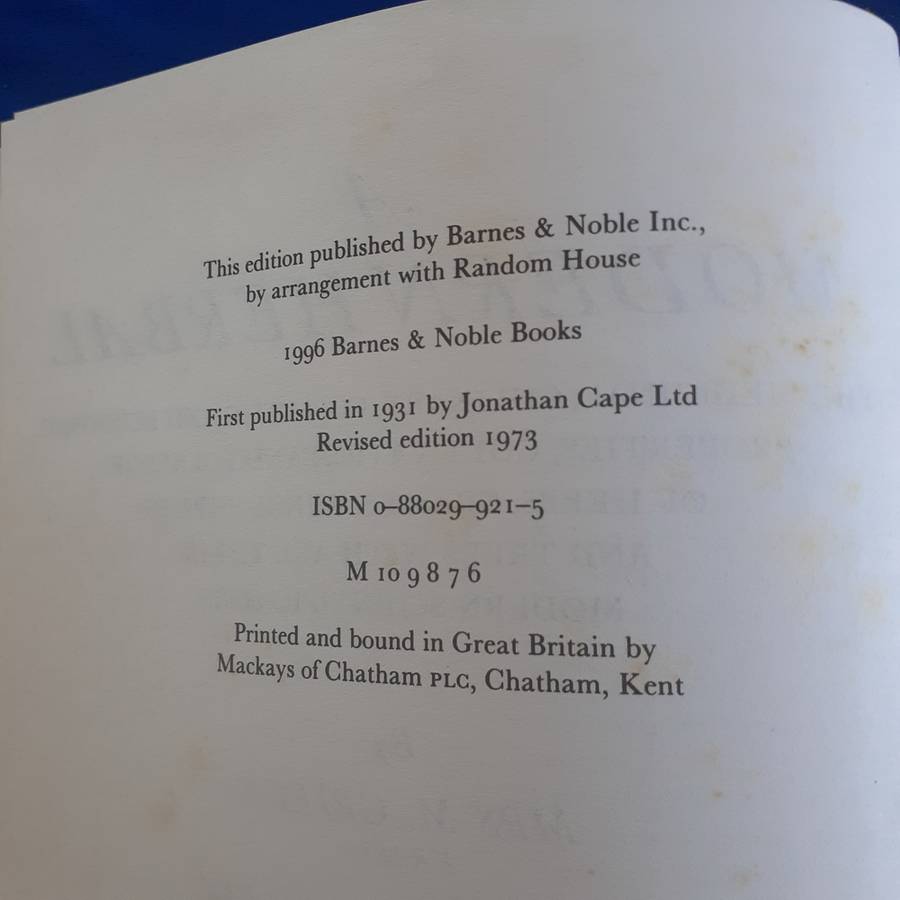 This edition published by Barnes & Noble Inc.,
by arrangement with Random House
1996 Barnes & Noble Books
First published in 1931 by Jonathan Cape Ltd
Revised edition 1973
ISBN 0–88029–921–5
M 10 9 8 7 6
Printed and bound in Great Britain by
Mackays of Chatham PLC, Chatham, Kent